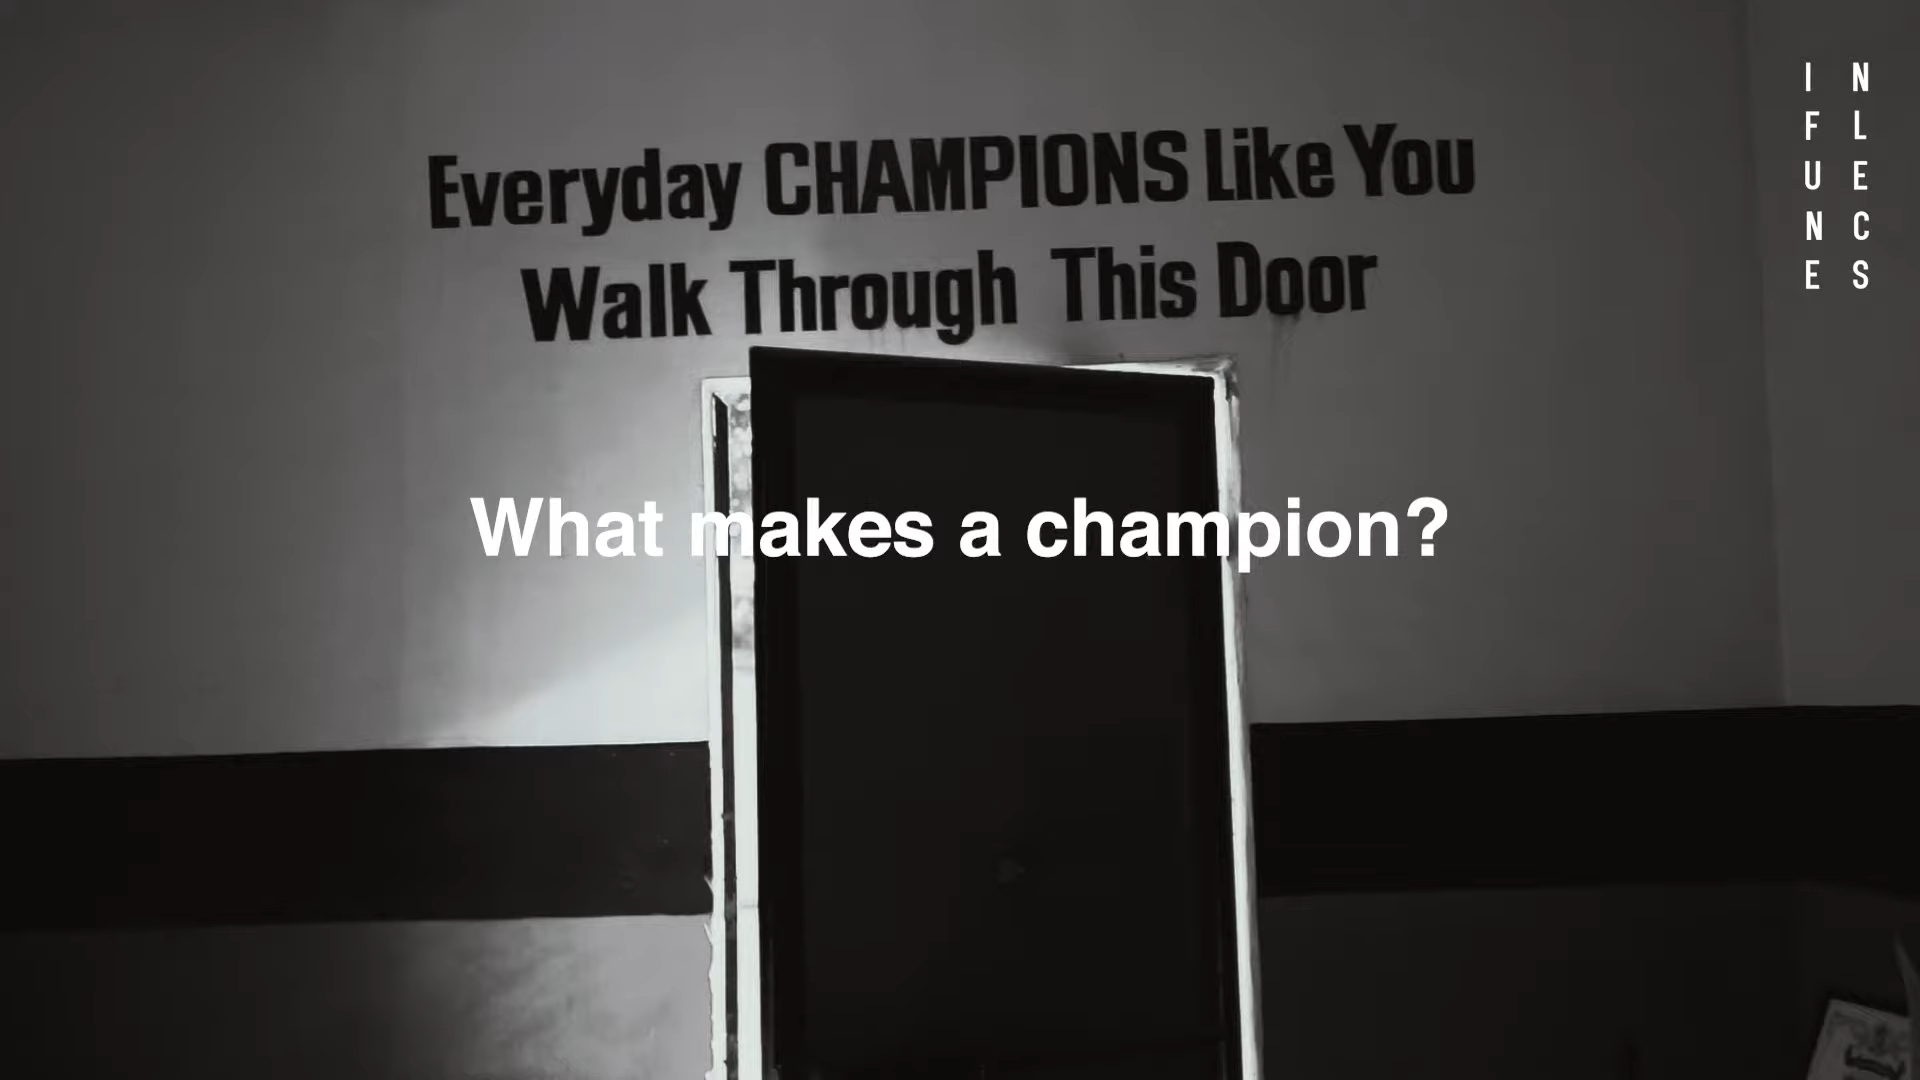 Everyday CHAMPIONS Like You
Walk Through This Door
What makes a champion?
I N
F L
U E
N C
E S